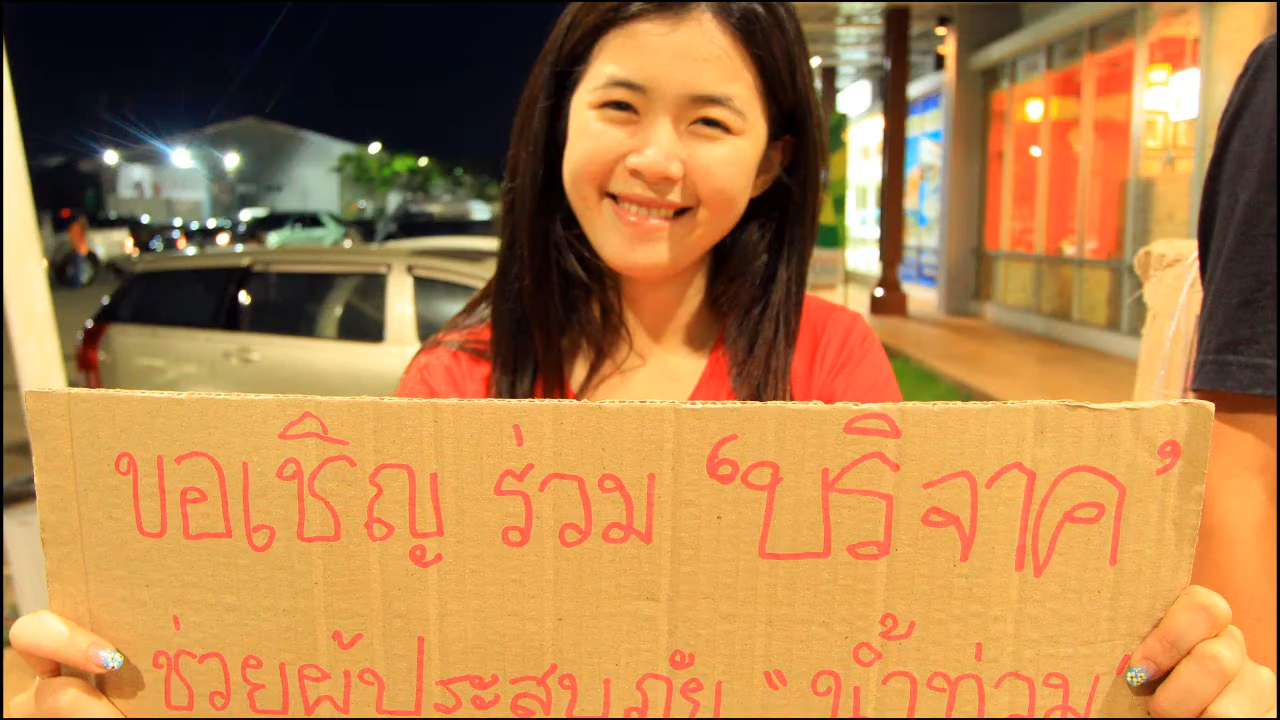 ขอเชิญ ร่วม “บริจาค’
ช่วยผู้ประสบภัย “น้ำท่วม”